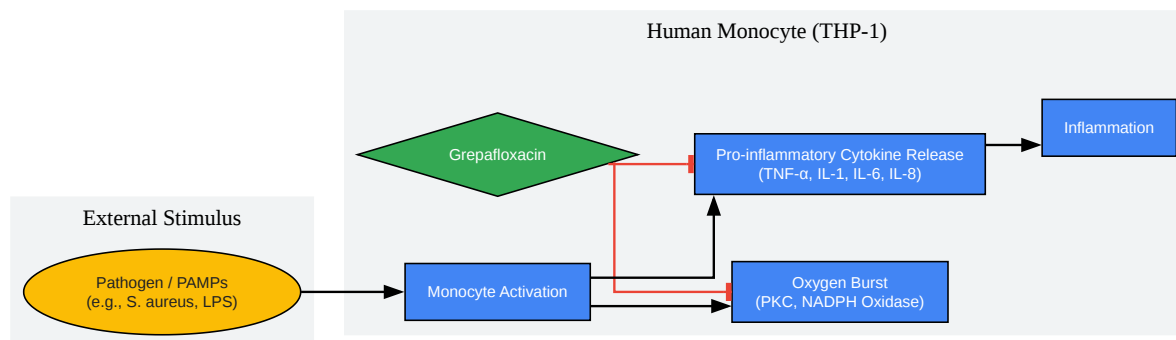 Human Monocyte (THP-1)
Grepafloxacin
Pro-inflammatory Cytokine Release
(TNF-α, IL-1, IL-6, IL-8)
Inflammation
External Stimulus
Pathogen / PAMPs
(e.g., S. aureus, LPS)
Monocyte Activation
Oxygen Burst
(PKC, NADPH Oxidase)